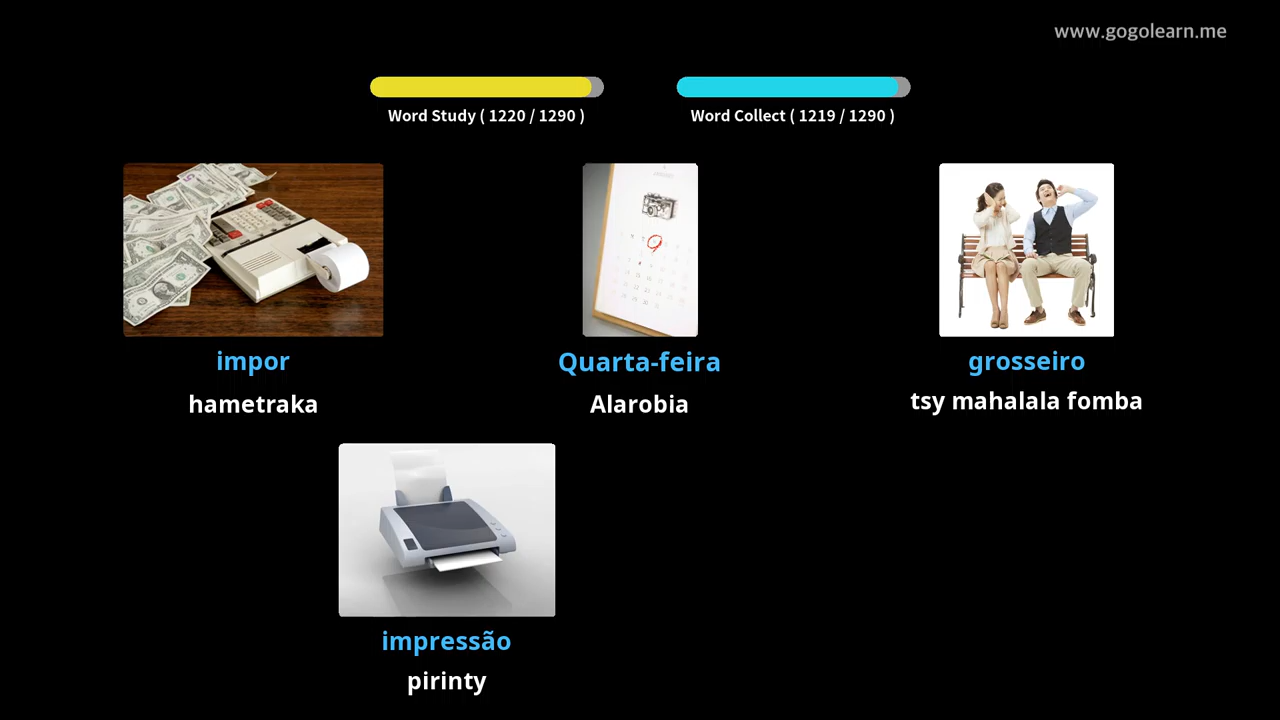 www.gogolearn.me
Word Study ( 1220 / 1290 )
Word Collect ( 1219 / 1290 )
impor
hametraka
Quarta-feira
Alarobia
grosseiro
tsy mahalala fomba
impressão
pirinty